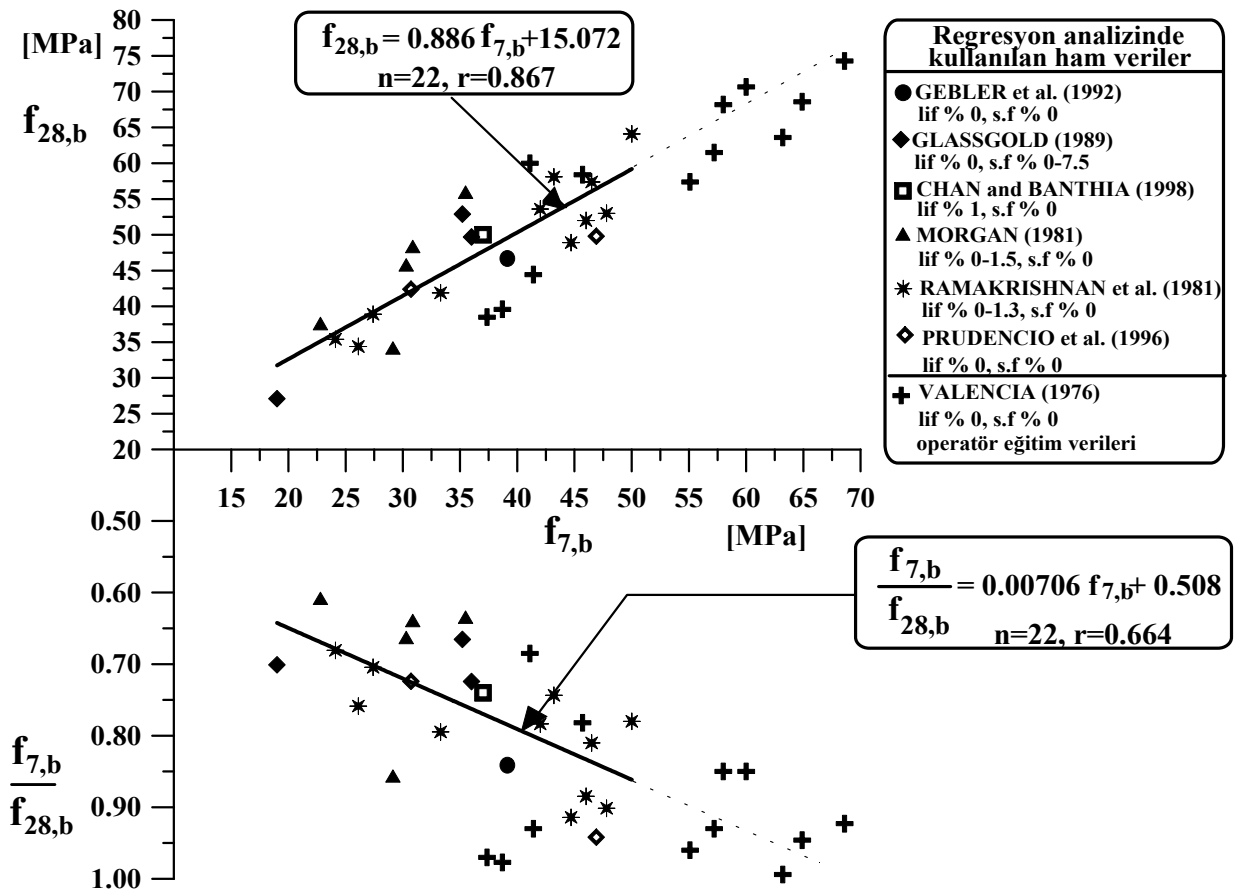 80
75
70
65
60
55
50
45
40
35
30
25
20
[MPa]
f28,b
f28,b = 0.886 f7,b+15.072
n=22, r=0.867
Regresyon analizinde
kullanılan ham veriler
GEBLER et al. (1992)
lif % 0, s.f % 0
GLASSGOLD (1989)
lif % 0, s.f % 0-7.5
CHAN and BANTHIA (1998)
lif % 1, s.f % 0
MORGAN (1981)
lif % 0-1.5, s.f % 0
RAMAKRISHNAN et al. (1981)
lif % 0-1.3, s.f % 0
PRUDENCIO et al. (1996)
lif % 0, s.f % 0
VALENCIA (1976)
lif % 0, s.f % 0
operatör eğitim verileri
15 20 25 30 35 40 45 50 55 60 65 70
f7,b [MPa]
0.50
0.60
0.70
0.80
0.90
1.00
f7,b
f28,b
f7,b
= 0.00706 f7,b+ 0.508
f28,b
n=22, r=0.664